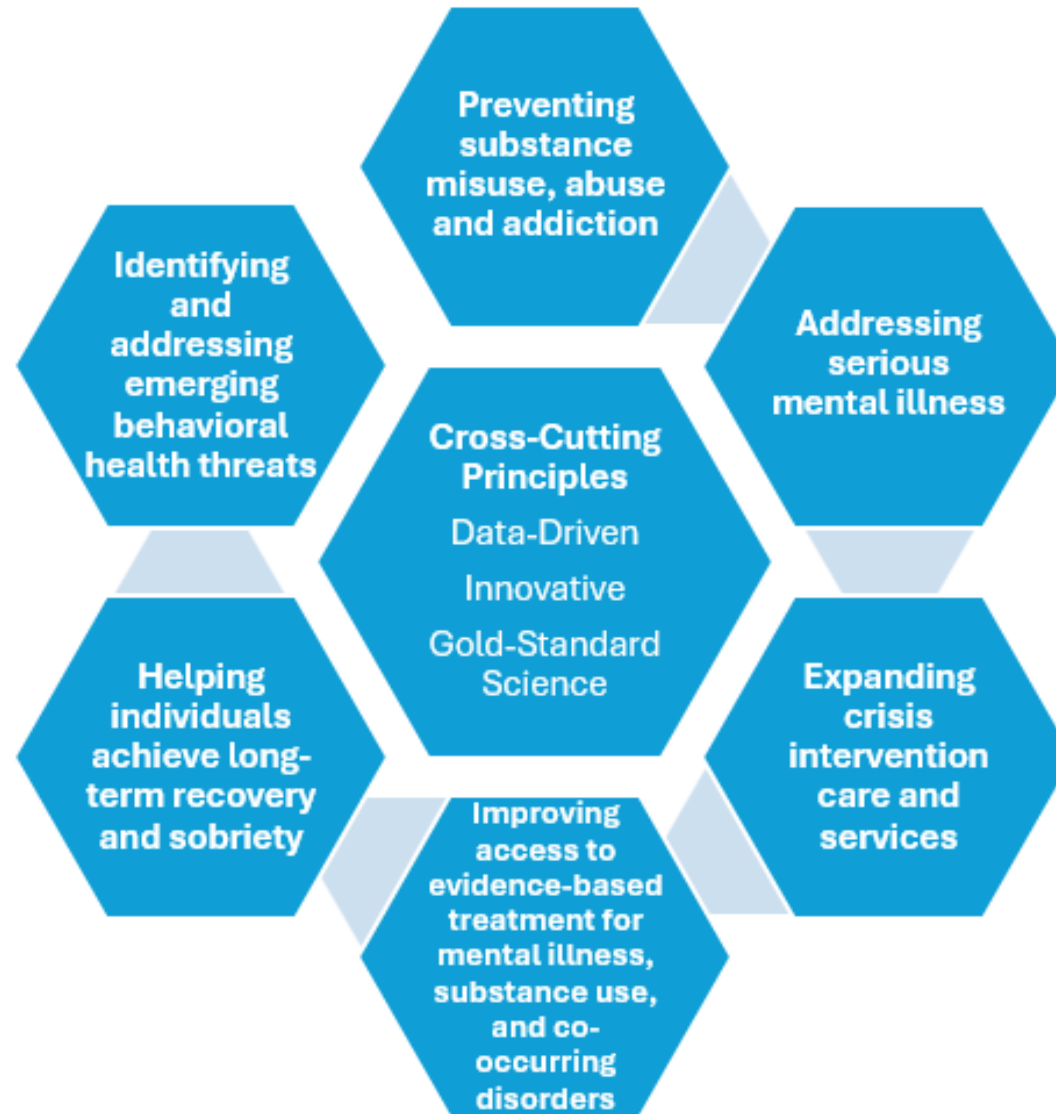 Preventing
substance
misuse, abuse
and addiction
Addressing
serious
mental illness
Expanding
crisis
intervention
care and
services
Improving
access to
evidence-based
treatment for
mental illness,
substance use,
and co-
occurring
disorders
Helping
individuals
achieve long-
term recovery
and sobriety
Identifying
and
addressing
emerging
behavioral
health threats
Cross-Cutting
Principles
Data-Driven
Innovative
Gold-Standard
Science